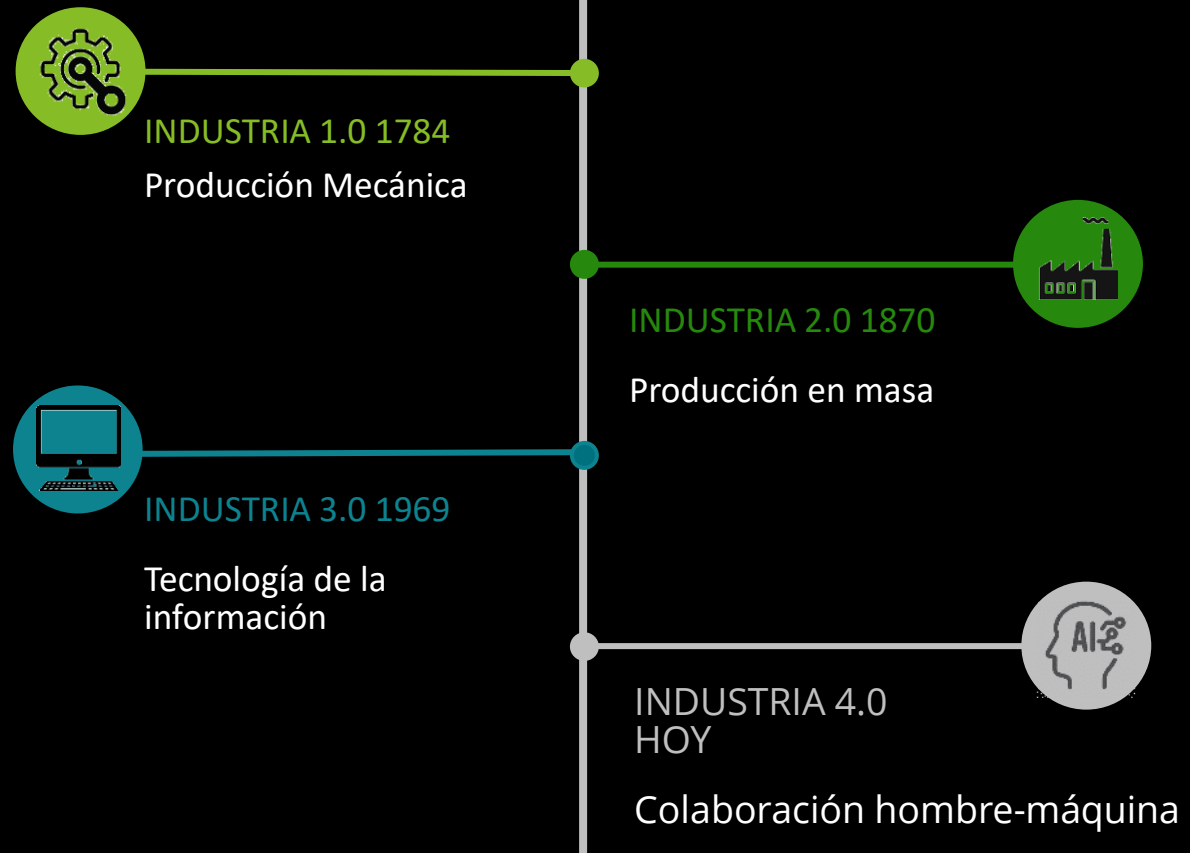 INDUSTRIA 1.0 1784
Producción Mecánica
INDUSTRIA 2.0 1870
Producción en masa
INDUSTRIA 3.0 1969
Tecnología de la
información
AI
INDUSTRIA 4.0
HOY
Colaboración hombre-máquina